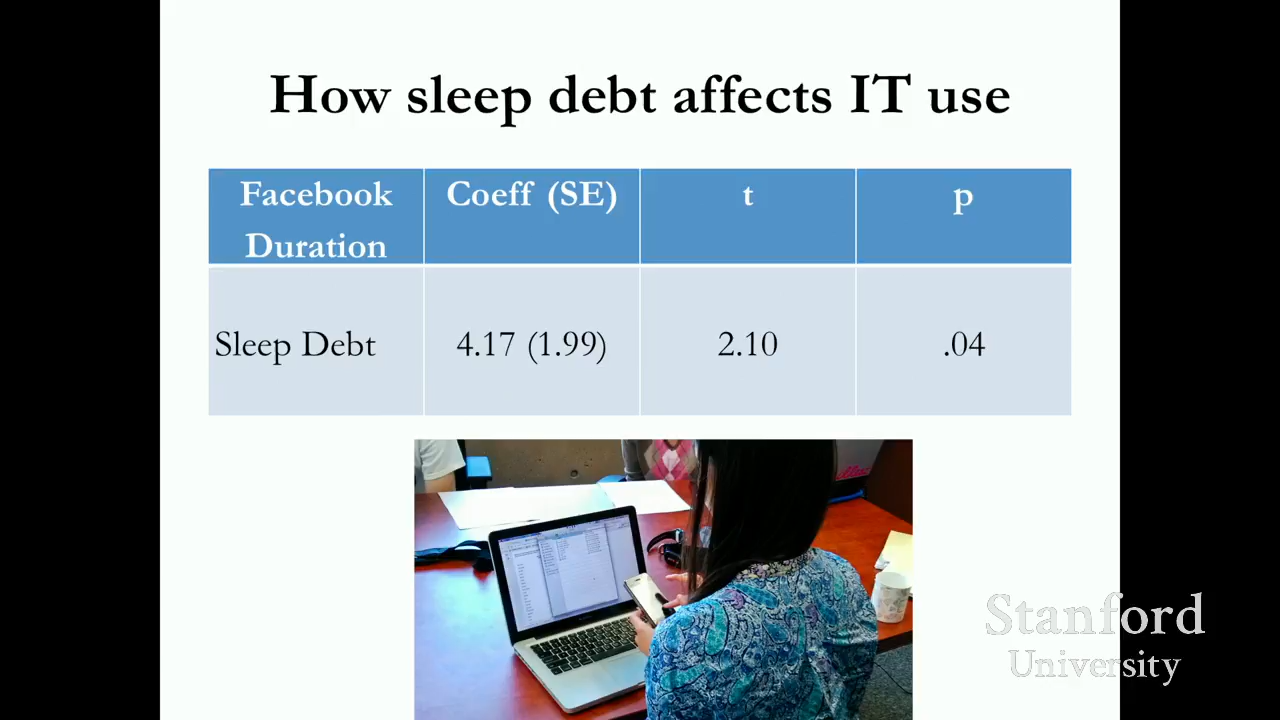 How sleep debt affects IT use
Facebook Duration
Coeff (SE)
t
p
Sleep Debt
4.17 (1.99)
2.10
.04
Stanford
University